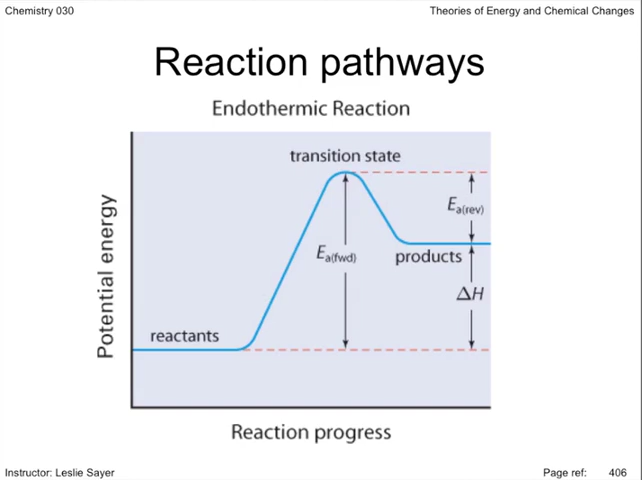 Chemistry 030
Theories of Energy and Chemical Changes
Reaction pathways
Endothermic Reaction
transition state
Ea(rev)
Ea(fwd)
products
ΔH
reactants
Potential energy
Reaction progress
Instructor: Leslie Sayer
Page ref: 406